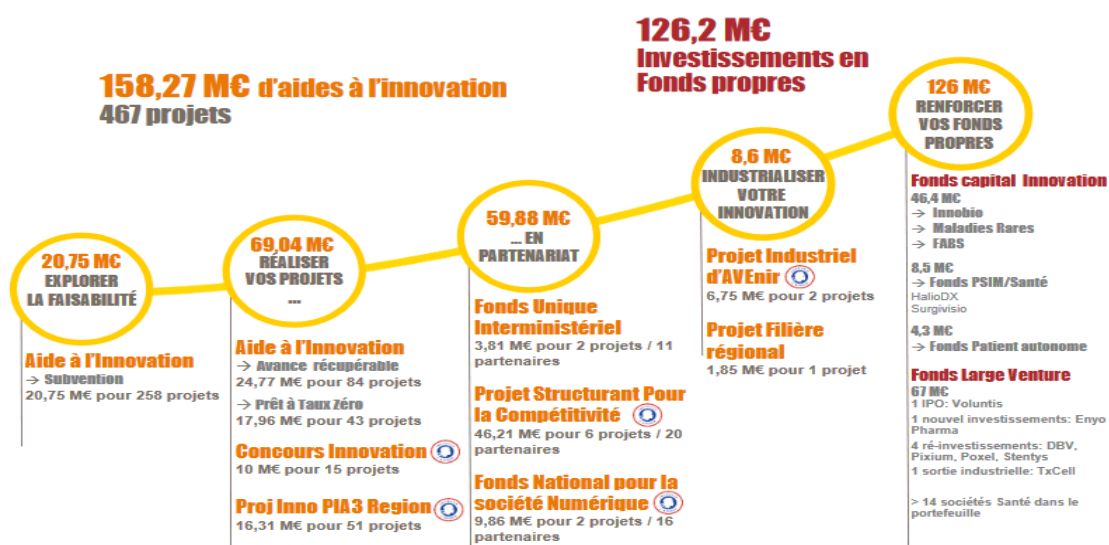 158,27 M€ d'aides à l'innovation
467 projets
126,2 M€
Investissements en
Fonds propres
20,75 M€
EXPLORER
LA FAISABILITÉ
Aide à l'Innovation
→ Subvention
20,75 M€ pour 258 projets
69,04 M€
RÉALISER
VOS PROJETS
...
Aide à l'Innovation
→ Avance récupérable
24,77 M€ pour 84 projets
→ Prêt à Taux Zéro
17,96 M€ pour 43 projets
Concours Innovation
10 M€ pour 15 projets
Proj Inno PIA3 Region
16,31 M€ pour 51 projets
59,88 M€
... EN
PARTENARIAT
Fonds Unique
Interministériel
3,81 M€ pour 2 projets / 11
partenaires
Projet Structurant Pour
la Compétitivité
46,21 M€ pour 6 projets / 20
partenaires
Fonds National pour la
société Numérique
9,86 M€ pour 2 projets / 16
partenaires
8,6 M€
INDUSTRIALISER
VOTRE
INNOVATION
Projet Industriel
d'AVEnir
6,75 M€ pour 2 projets
Projet Filière
régional
1,85 M€ pour 1 projet
126 M€
RENFORCER
VOS FONDS
PROPRES
Fonds capital Innovation
46,4 M€
→ Innobio
→ Maladies Rares
→ FABS
8,5 M€
→ Fonds PSIM/Santé
HalioDX
Surgivisio
4,3 M€
→ Fonds Patient autonome
Fonds Large Venture
67 M€
1 IPO: Voluntis
1 nouvel investissements: Enyo
Pharma
4 ré-investissements: DBV,
Pixium, Poxel, Stentys
1 sortie industrielle: TxCell
> 14 sociétés Santé dans le
portefeuille